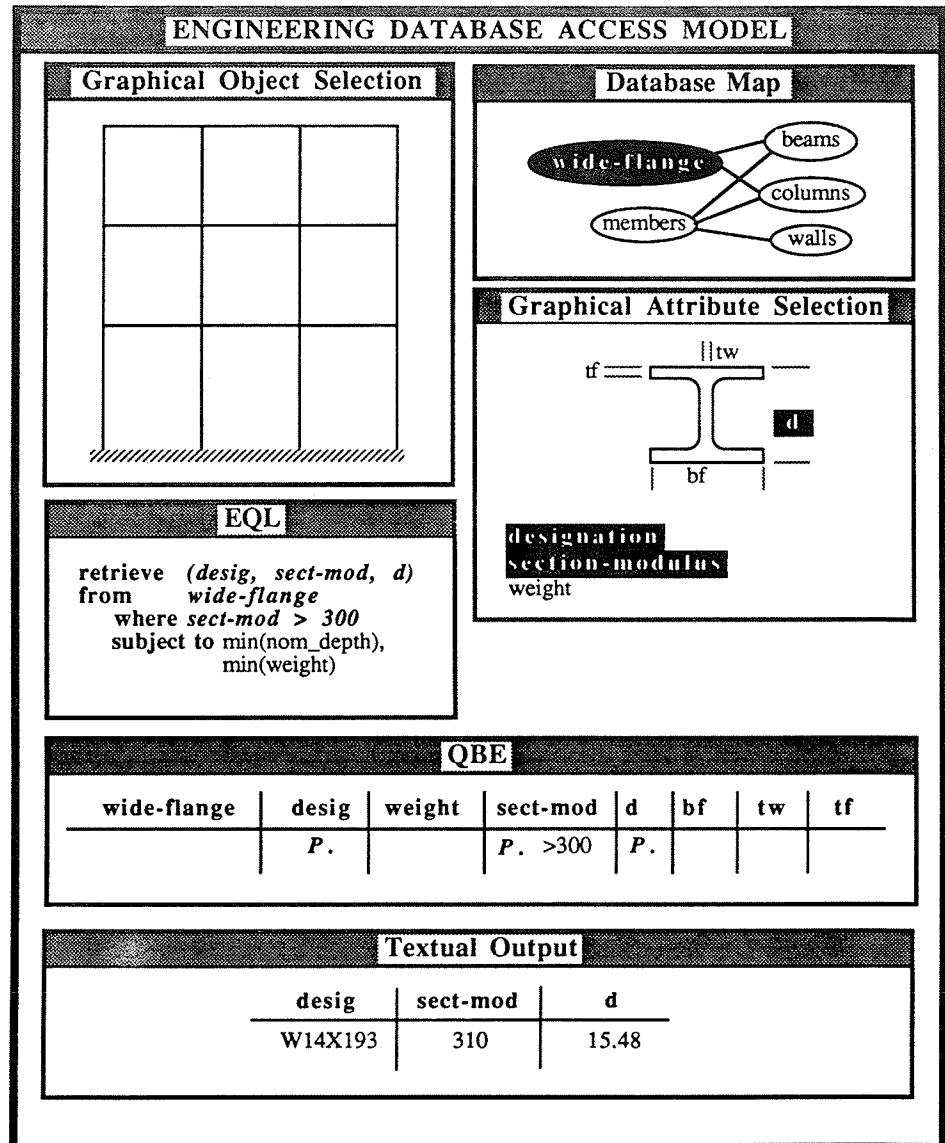 ENGINEERING DATABASE ACCESS MODEL
Graphical Object Selection
Database Map
wide-flange
beams
columns
members
walls
Graphical Attribute Selection
tw
tf
d
bf
designation
section-modulus
weight
EQL
retrieve (desig, sect-mod, d)
from wide-flange
where sect-mod > 300
subject to min(nom_depth),
min(weight)
QBE
wide-flange desig weight sect-mod d bf tw tf
P. P. >300 P.
Textual Output
desig sect-mod d
W14X193 310 15.48